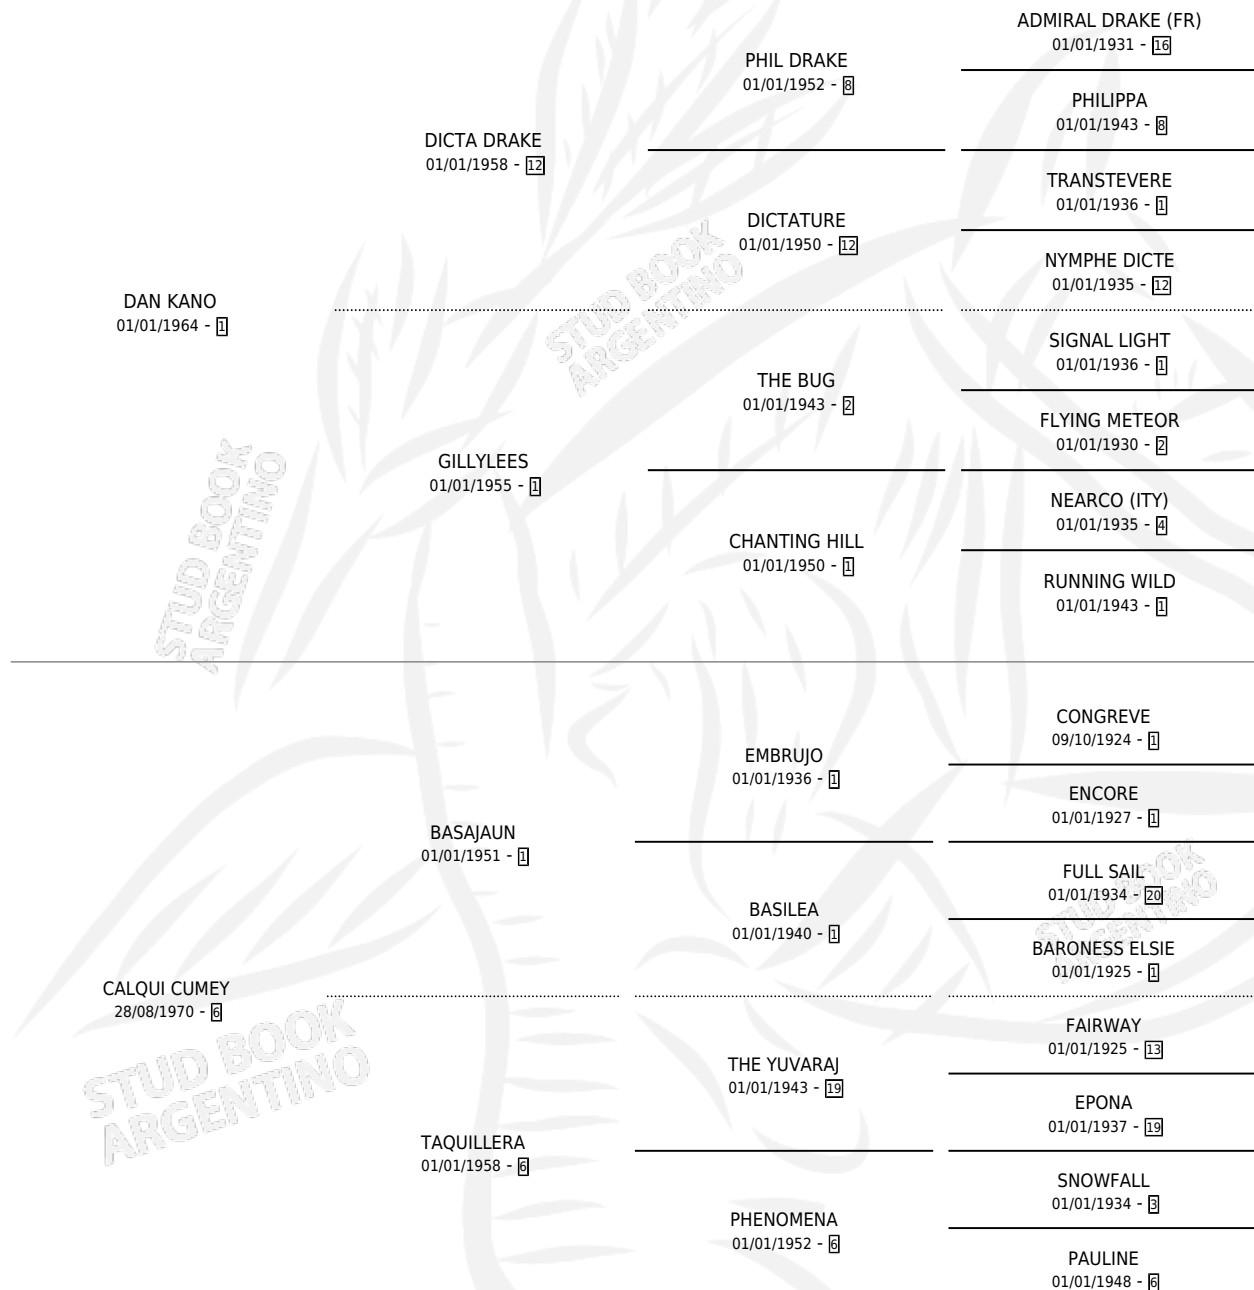 ADMIRAL DRAKE (FR)
01/01/1931 - 16
PHIL DRAKE
01/01/1952 - 8
PHILIPPA
01/01/1943 - 8
DICTA DRAKE
01/01/1958 - 12
TRANSTEVERE
01/01/1936 - 1
DICTATURE
01/01/1950 - 12
NYMPHE DICTE
01/01/1935 - 12
DAN KANO
01/01/1964 - 1
STUD BOOK
ARGENTINO
SIGNAL LIGHT
01/01/1936 - 1
THE BUG
01/01/1943 - 2
FLYING METEOR
01/01/1930 - 2
GILLYLEES
01/01/1955 - 1
NEARCO (ITY)
01/01/1935 - 4
CHANTING HILL
01/01/1950 - 1
RUNNING WILD
01/01/1943 - 1
STUD BOOK
ARGENTINO
CONGREVE
09/10/1924 - 1
EMBRUJO
01/01/1936 - 1
ENCORE
01/01/1927 - 1
BASAJAUN
01/01/1951 - 1
FULL SAIL
01/01/1934 - 20
BASILEA
01/01/1940 - 1
BARONESS ELSIE
01/01/1925 - 1
STUD BOOK
ARGENTINO
CALQUI CUMEY
28/08/1970 - 6
FAIRWAY
01/01/1925 - 13
THE YUVARAJ
01/01/1943 - 19
EPONA
01/01/1937 - 19
STUD BOOK
ARGENTINO
TAQUILLERA
01/01/1958 - 6
SNOWFALL
01/01/1934 - 3
PHENOMENA
01/01/1952 - 6
PAULINE
01/01/1948 - 6